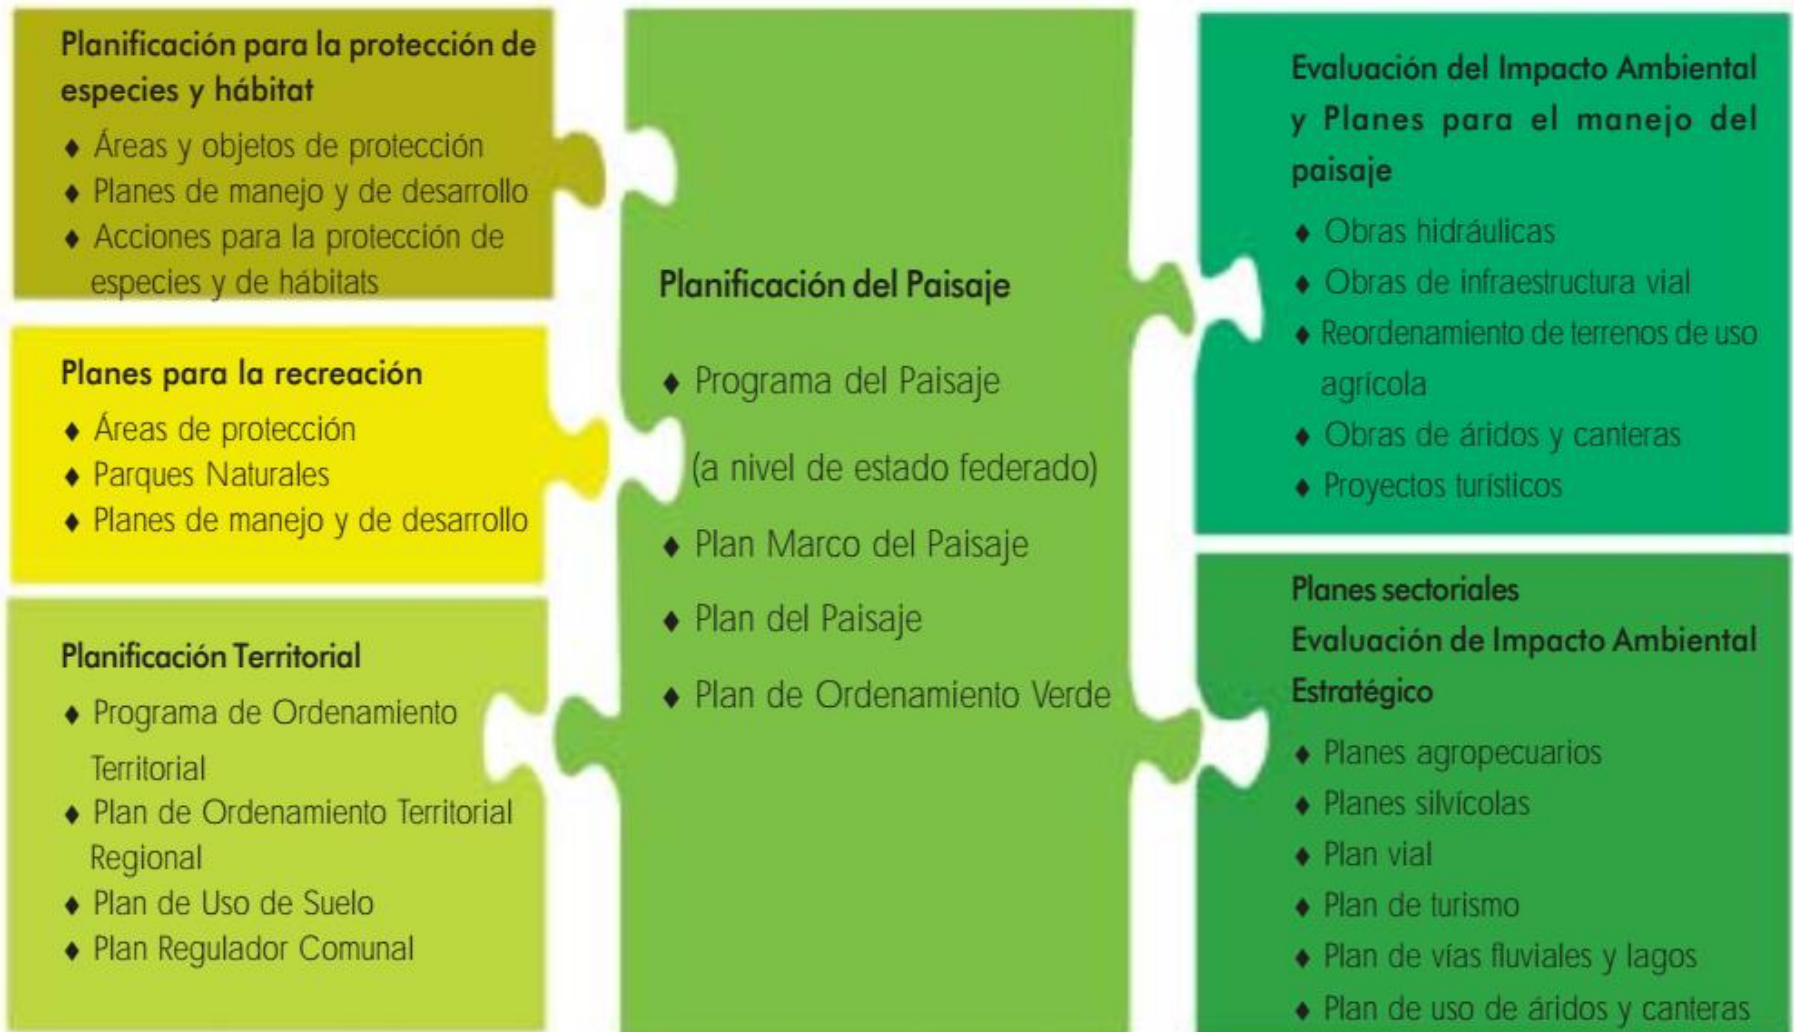 Planificación para la protección de
especies y hábitat
♦ Áreas y objetos de protección
♦ Planes de manejo y de desarrollo
♦ Acciones para la protección de
especies y de hábitats
Planes para la recreación
♦ Áreas de protección
♦ Parques Naturales
♦ Planes de manejo y de desarrollo
Planificación Territorial
♦ Programa de Ordenamiento
Territorial
♦ Plan de Ordenamiento Territorial
Regional
♦ Plan de Uso de Suelo
♦ Plan Regulador Comunal
Planificación del Paisaje
♦ Programa del Paisaje
(a nivel de estado federado)
♦ Plan Marco del Paisaje
♦ Plan del Paisaje
♦ Plan de Ordenamiento Verde
Evaluación del Impacto Ambiental
y Planes para el manejo del
paisaje
♦ Obras hidráulicas
♦ Obras de infraestructura vial
♦ Reordenamiento de terrenos de uso
agrícola
♦ Obras de áridos y canteras
♦ Proyectos turísticos
Planes sectoriales
Evaluación de Impacto Ambiental
Estratégico
♦ Planes agropecuarios
♦ Planes silvícolas
♦ Plan vial
♦ Plan de turismo
♦ Plan de vías fluviales y lagos
♦ Plan de uso de áridos y canteras